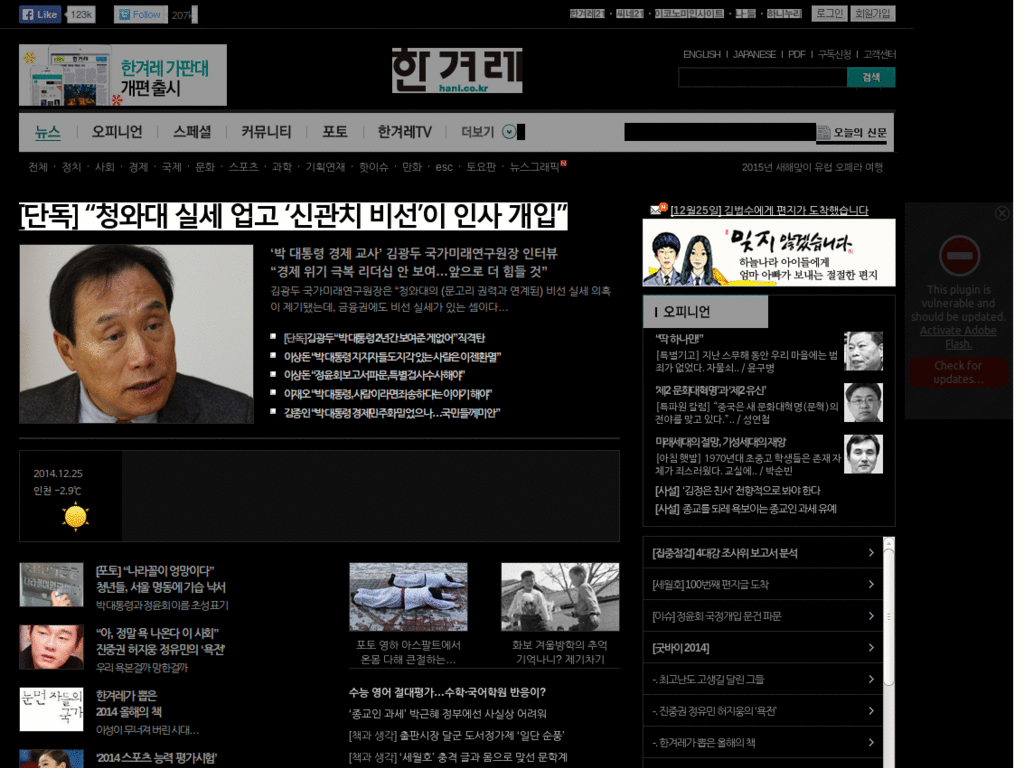 Like 123k
Follow 207k
한겨레21 · 씨네21 · 이코노미인사이트 · 나·들 · 하니누리
로그인 회원가입
한겨레 가판대
개편 출시
한겨레
hani.co.kr
ENGLISH | JAPANESE | PDF | 구독신청 | 고객센터
검색
뉴스 | 오피니언 | 스페셜 | 커뮤니티 | 포토 | 한겨레TV | 더보기
오늘의 신문
전체 · 정치 · 사회 · 경제 · 국제 · 문화 · 스포츠 · 과학 · 기획연재 · 핫이슈 · 만화 · esc · 토요판 · 뉴스그래픽
2015년 새해맞이 유럽 오페라 여행
[단독] “청와대 실세 업고 ‘신관치 비선’이 인사 개입”
‘박 대통령 경제 교사’ 김광두 국가미래연구원장 인터뷰
“경제 위기 극복 리더십 안 보여…앞으로 더 힘들 것”
김광두 국가미래연구원장은 “청와대의 (문고리 권력과 연계된) 비선 실세 의혹
이 제기됐는데, 금융권에도 비선 실세가 있는 셈이다…
[단독]김광두 “박 대통령 2년간 보여준 게 없어” 직격탄
이상돈 “박 대통령 지지자들도 지각 있는 사람은 이젠 환멸”
이상돈 “정윤회 보고서 파문, 특별검사 수사해야”
이재오 “박 대통령, 사람이라면 죄송하다는 이야기 해야”
김종인 “박 대통령 경제민주화 믿었으나…국민들께 미안”
2014.12.25
인천 -2.9℃
[12월25일] 김범수에게 편지가 도착했습니다
잊지 않겠습니다
하늘나라 아이들에게
엄마 아빠가 보내는 절절한 편지
오피니언
“딱 하나만!”
[특별기고] 지난 스무해 동안 우리 마을에는 범
죄가 없었다. 자물쇠.. / 윤구병
‘제2 문화대혁명’과 ‘제2 유신’
[특파원 칼럼] “중국은 새 문화대혁명(문혁)의
전야를 맞고 있다.”.. / 성연철
미래세대의 절망, 기성세대의 재앙
[아침 햇발] 1970년대 초중고 학생들은 존재 자
체가 죄스러웠다. 교실에.. / 박순빈
[사설] ‘김정은 친서’ 전향적으로 봐야 한다
[사설] 종교를 되레 욕보이는 종교인 과세 유예
This plugin is
vulnerable and
should be updated.
Activate Adobe
Flash.
Check for
updates…
[포토] “나라꼴이 엉망이다”
청년들, 서울 명동에 기습 낙서
박 대통령과 정윤회 이름·초성 표기
“아, 정말 욕 나온다 이 사회”
진중권 허지웅 정유민의 ‘욕전’
우리 욕본걸까 망한걸까
한겨레가 뽑은
2014 올해의 책
이성이 무너져 버린 시대…
‘2014 스포츠 능력 평가시험’
포토 영하 아스팔트에서
온몸 다해 큰절하는…
화보 겨울방학의 추억
기억나니? 제기차기
수능 영어 절대평가…수학·국어학원 반응이?
‘종교인 과세’ 박근혜 정부에선 사실상 어려워
[책과 생각] 출판시장 달군 도서정가제 ‘일단 순풍’
[책과 생각] ‘세월호’ 충격 글과 몸으로 맞선 문학계
[집중점검] 4대강 조사위 보고서 분석
[세월호] 100번째 편지글 도착
[이슈] 정윤회 국정개입 문건 파문
[굿바이 2014]
-. 최고난도 고생길 달린 그들
-. 진중권 정유민 허지웅의 ‘욕전’
-. 한겨레가 뽑은 올해의 책